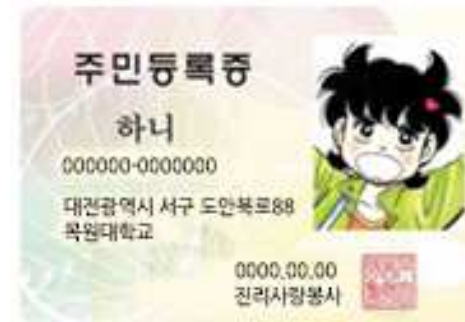 주민등록증
하니
000000-0000000
대전광역시 서구 도안북로88
목원대학교
0000.00.00
진리사랑봉사